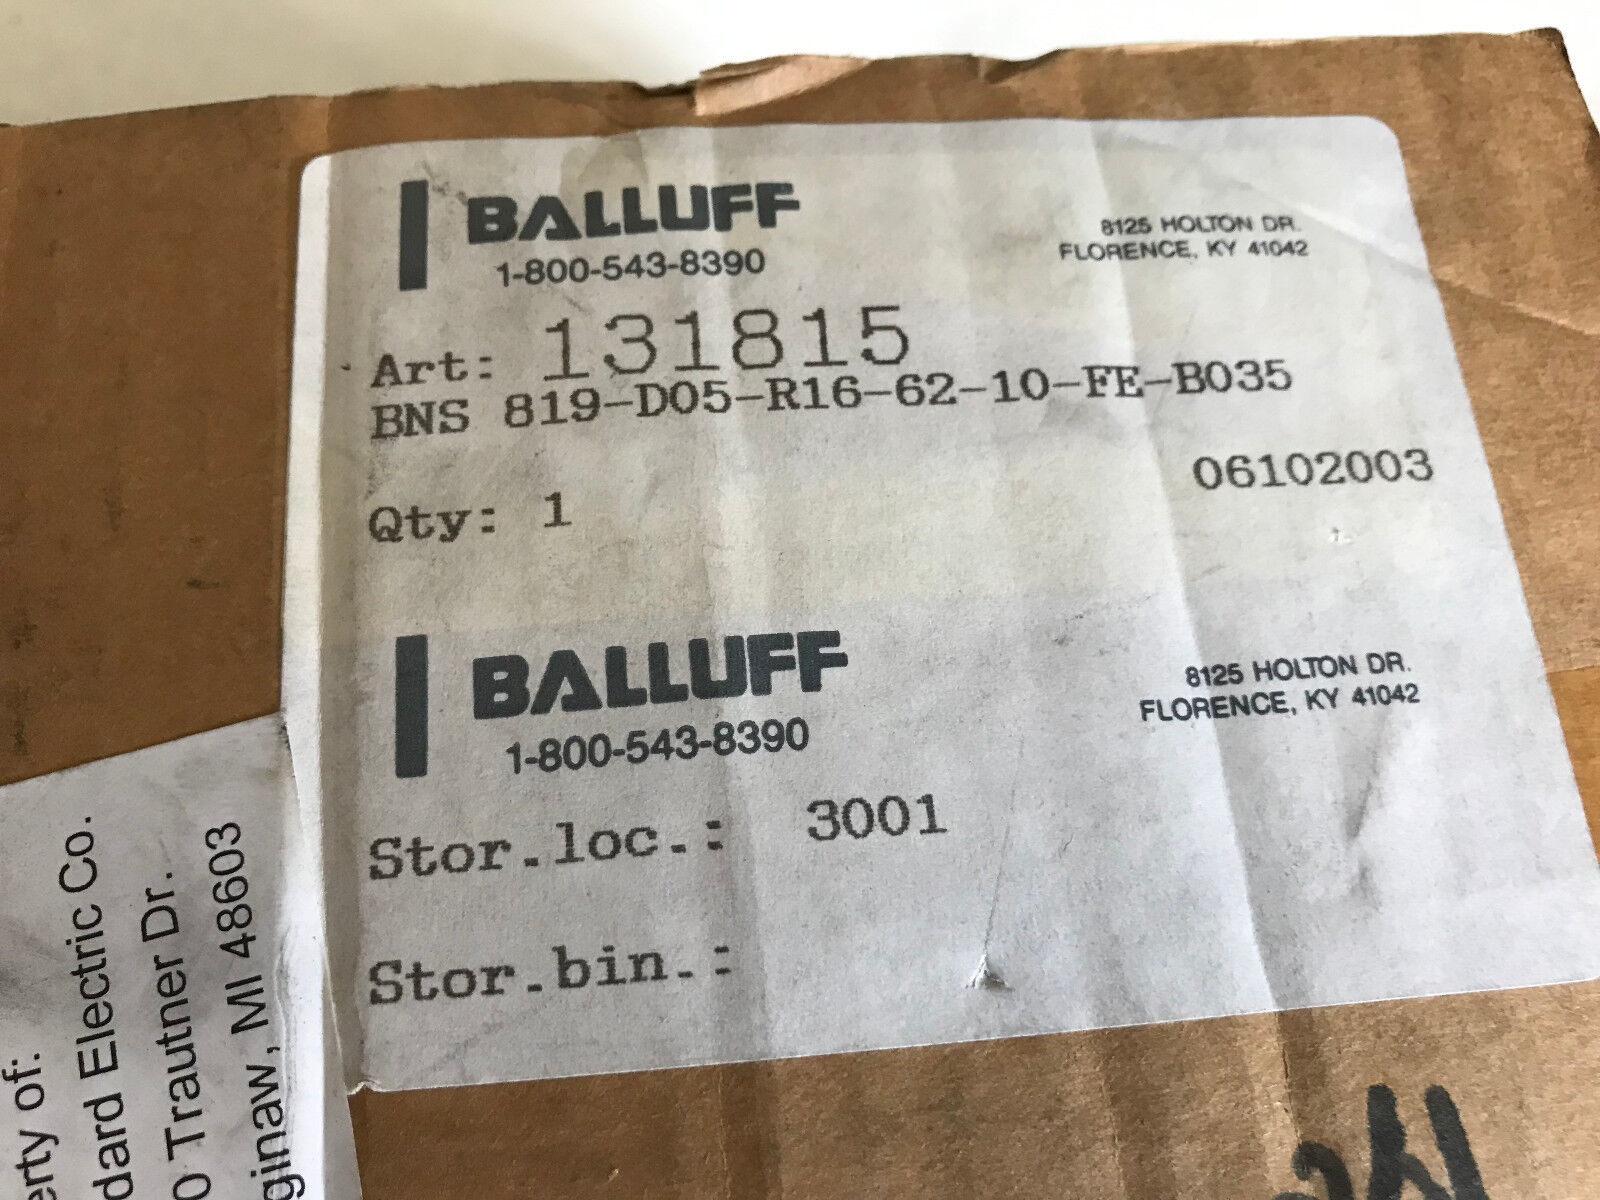 BALLUFF
1-800-543-8390
8125 HOLTON DR.
FLORENCE, KY 41042
Art: 131815
BNS 819-D05-R16-62-10-FE-B035
06102003
Qty: 1
BALLUFF
1-800-543-8390
8125 HOLTON DR.
FLORENCE, KY 41042
Stor.loc.: 3001
Stor.bin.:
erty of:
dard Electric Co.
0 Trautner Dr.
ginaw, MI 48603